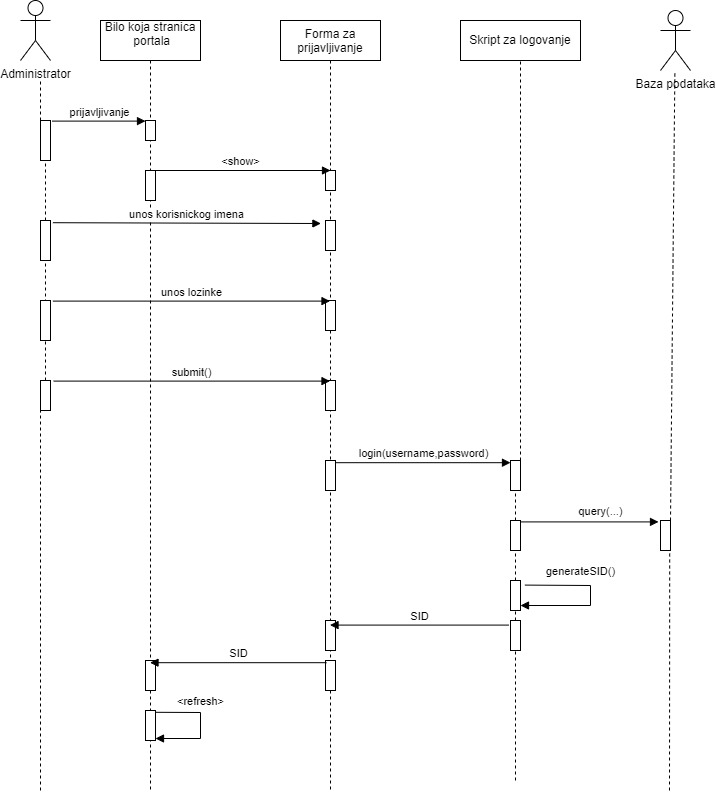 Administrator
Bilo koja stranica
portala
Forma za
prijavljivanje
Skript za logovanje
Baza podataka
prijavljivanje
<show>
unos korisnickog imena
unos lozinke
submit()
login(username,password)
query(...)
generateSID()
SID
SID
<refresh>